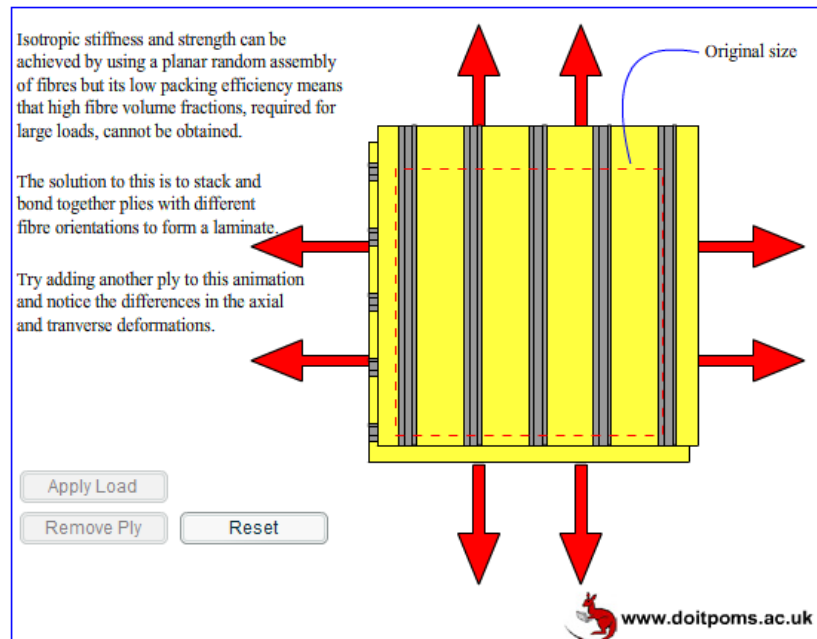 Isotropic stiffness and strength can be
achieved by using a planar random assembly
of fibres but its low packing efficiency means
that high fibre volume fractions, required for
large loads, cannot be obtained.
The solution to this is to stack and
bond together plies with different
fibre orientations to form a laminate.
Try adding another ply to this animation
and notice the differences in the axial
and tranverse deformations.
Original size
Apply Load
Remove Ply
Reset
www.doitpoms.ac.uk